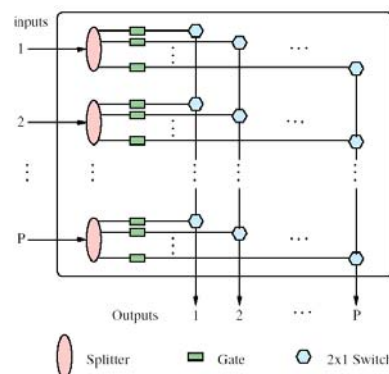 inputs
1
...
2
...
P
Outputs 1 2 ... P
Splitter Gate 2x1 Switch